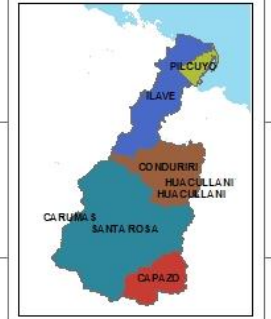 PILCUYO
ILAVE
CONDURIRI
HUACULLANI
HUACULLANI
CARUMAS
SANTA ROSA
CAPAZO